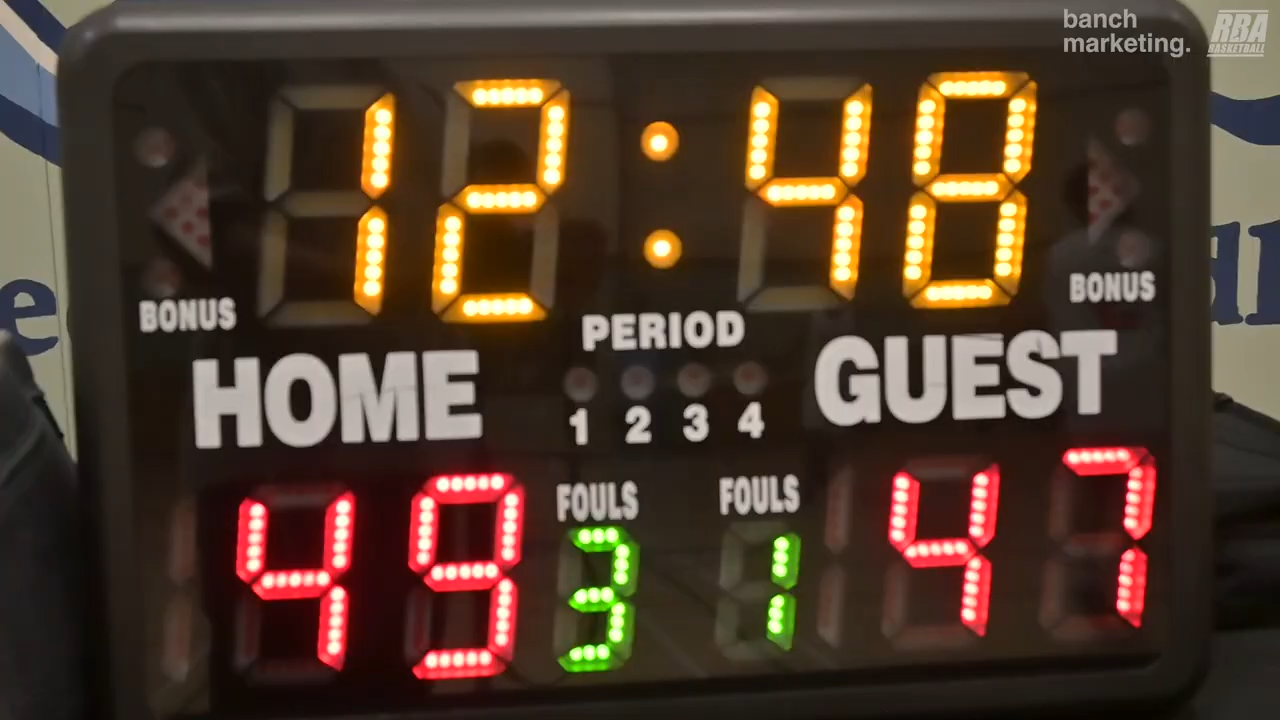 banch
marketing.
RBA
BASKETBALL
12:48
BONUS
BONUS
PERIOD
HOME
GUEST
1 2 3 4
FOULS
FOULS
49
3
1
47
e